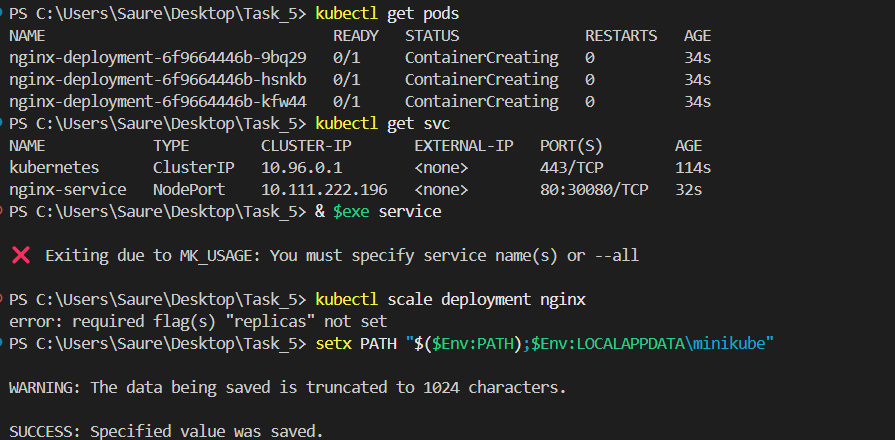 PS C:\Users\Saure\Desktop\Task_5> kubectl get pods
NAME READY STATUS RESTARTS AGE
nginx-deployment-6f9664446b-9bq29 0/1 ContainerCreating 0 34s
nginx-deployment-6f9664446b-hsnkb 0/1 ContainerCreating 0 34s
nginx-deployment-6f9664446b-kfw44 0/1 ContainerCreating 0 34s
PS C:\Users\Saure\Desktop\Task_5> kubectl get svc
NAME TYPE CLUSTER-IP EXTERNAL-IP PORT(S) AGE
kubernetes ClusterIP 10.96.0.1 <none> 443/TCP 114s
nginx-service NodePort 10.111.222.196 <none> 80:30080/TCP 32s
PS C:\Users\Saure\Desktop\Task_5> & $exe service
❌ Exiting due to MK_USAGE: You must specify service name(s) or --all
PS C:\Users\Saure\Desktop\Task_5> kubectl scale deployment nginx
error: required flag(s) "replicas" not set
PS C:\Users\Saure\Desktop\Task_5> setx PATH "$($Env:PATH);$Env:LOCALAPPDATA\minikube"
WARNING: The data being saved is truncated to 1024 characters.
SUCCESS: Specified value was saved.